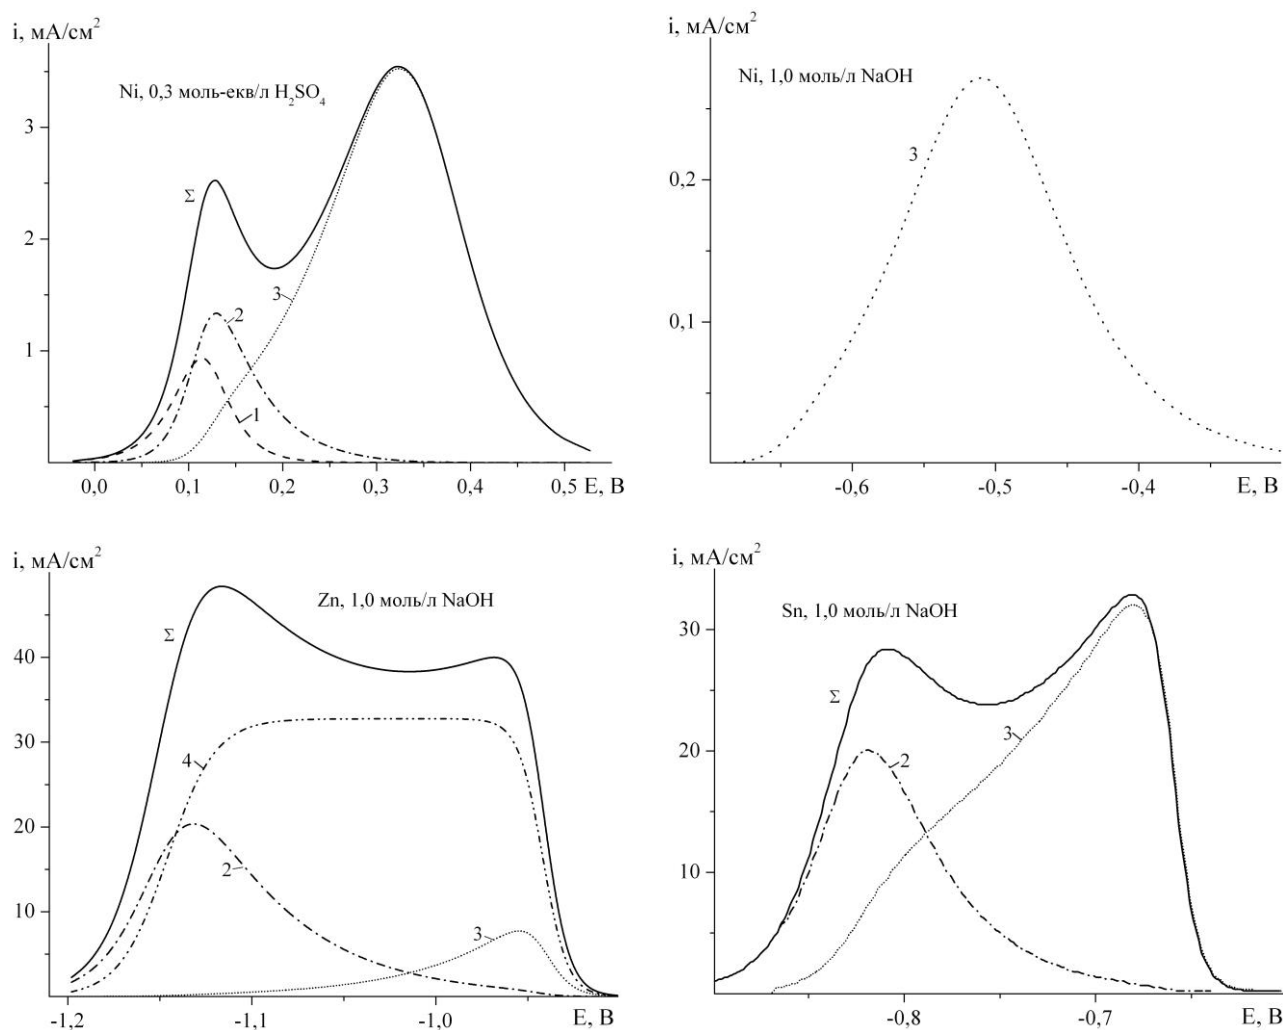 i, мА/см²
Ni, 0,3 моль-екв/л H₂SO₄
3
2
1
Σ
3
2
1
0,0 0,1 0,2 0,3 0,4 0,5 E, В
i, мА/см²
Ni, 1,0 моль/л NaOH
0,2
0,1
3
-0,6 -0,5 -0,4 E, В
i, мА/см²
Zn, 1,0 моль/л NaOH
40
30
20
10
Σ
4
2
3
-1,2 -1,1 -1,0 E, В
i, мА/см²
Sn, 1,0 моль/л NaOH
30
20
10
Σ
3
2
-0,8 -0,7 E, В